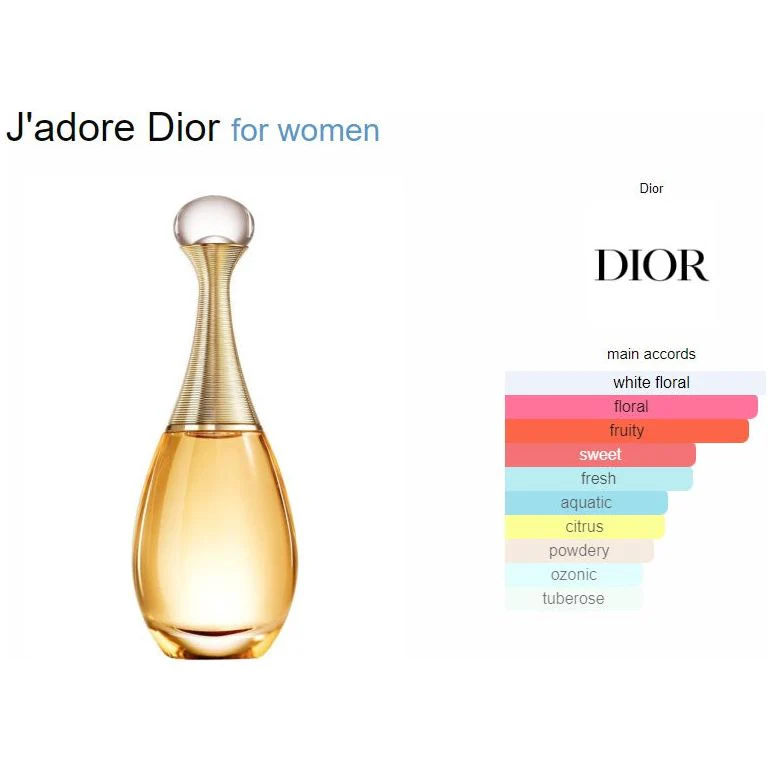 J'adore Dior for women
Dior
DIOR
main accords
white floral
floral
fruity
sweet
fresh
aquatic
citrus
powdery
ozonic
tuberose